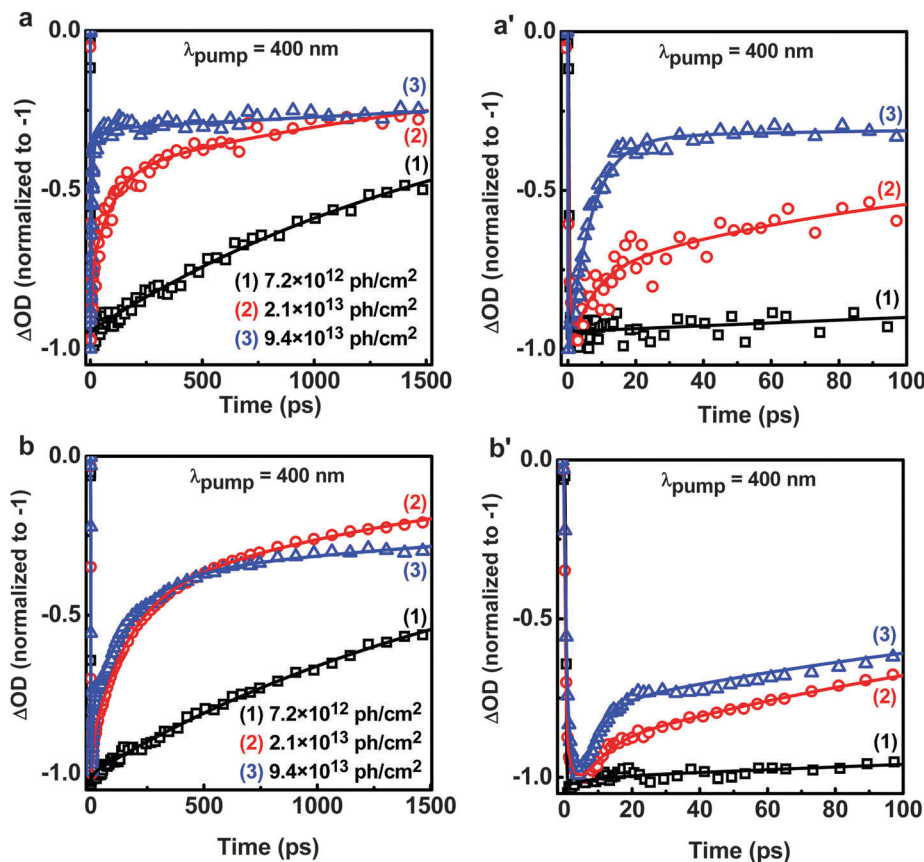 a
λpump = 400 nm
(3)
(2)
(1)
(1) 7.2×10¹² ph/cm²
(2) 2.1×10¹³ ph/cm²
(3) 9.4×10¹³ ph/cm²
0.0
-0.5
-1.0
ΔOD (normalized to -1)
0
500
1000
1500
Time (ps)
a'
λpump = 400 nm
(3)
(2)
(1)
0.0
-0.5
-1.0
ΔOD (normalized to -1)
0
20
40
60
80
100
Time (ps)
b
λpump = 400 nm
(2)
(3)
(1)
(1) 7.2×10¹² ph/cm²
(2) 2.1×10¹³ ph/cm²
(3) 9.4×10¹³ ph/cm²
0.0
-0.5
-1.0
ΔOD (normalized to -1)
0
500
1000
1500
Time (ps)
b'
λpump = 400 nm
(3)
(2)
(1)
0.0
-0.5
-1.0
ΔOD (normalized to -1)
0
20
40
60
80
100
Time (ps)